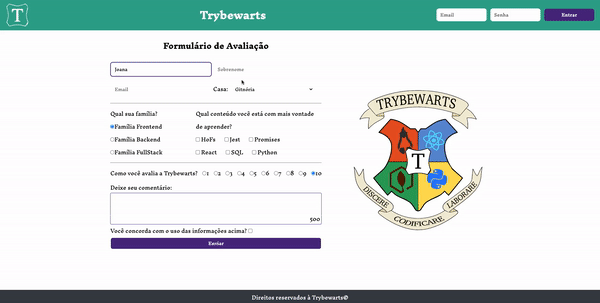 T
Trybewarts
Email
Senha
Entrar
Formulário de Avaliação
Joana
Sobrenome
Email
Casa: Gitnória
Qual sua família?
Família Frontend
Família Backend
Família FullStack
Qual conteúdo você está com mais vontade
de aprender?
HoFs Jest Promises
React SQL Python
Como você avalia a Trybewarts? 1 2 3 4 5 6 7 8 9 10
Deixe seu comentário:
500
Você concorda com o uso das informações acima?
Enviar
TRYBEWARTS
T
DISCERE
CODIFICARE
LABORARE
Direitos reservados à Trybewarts©